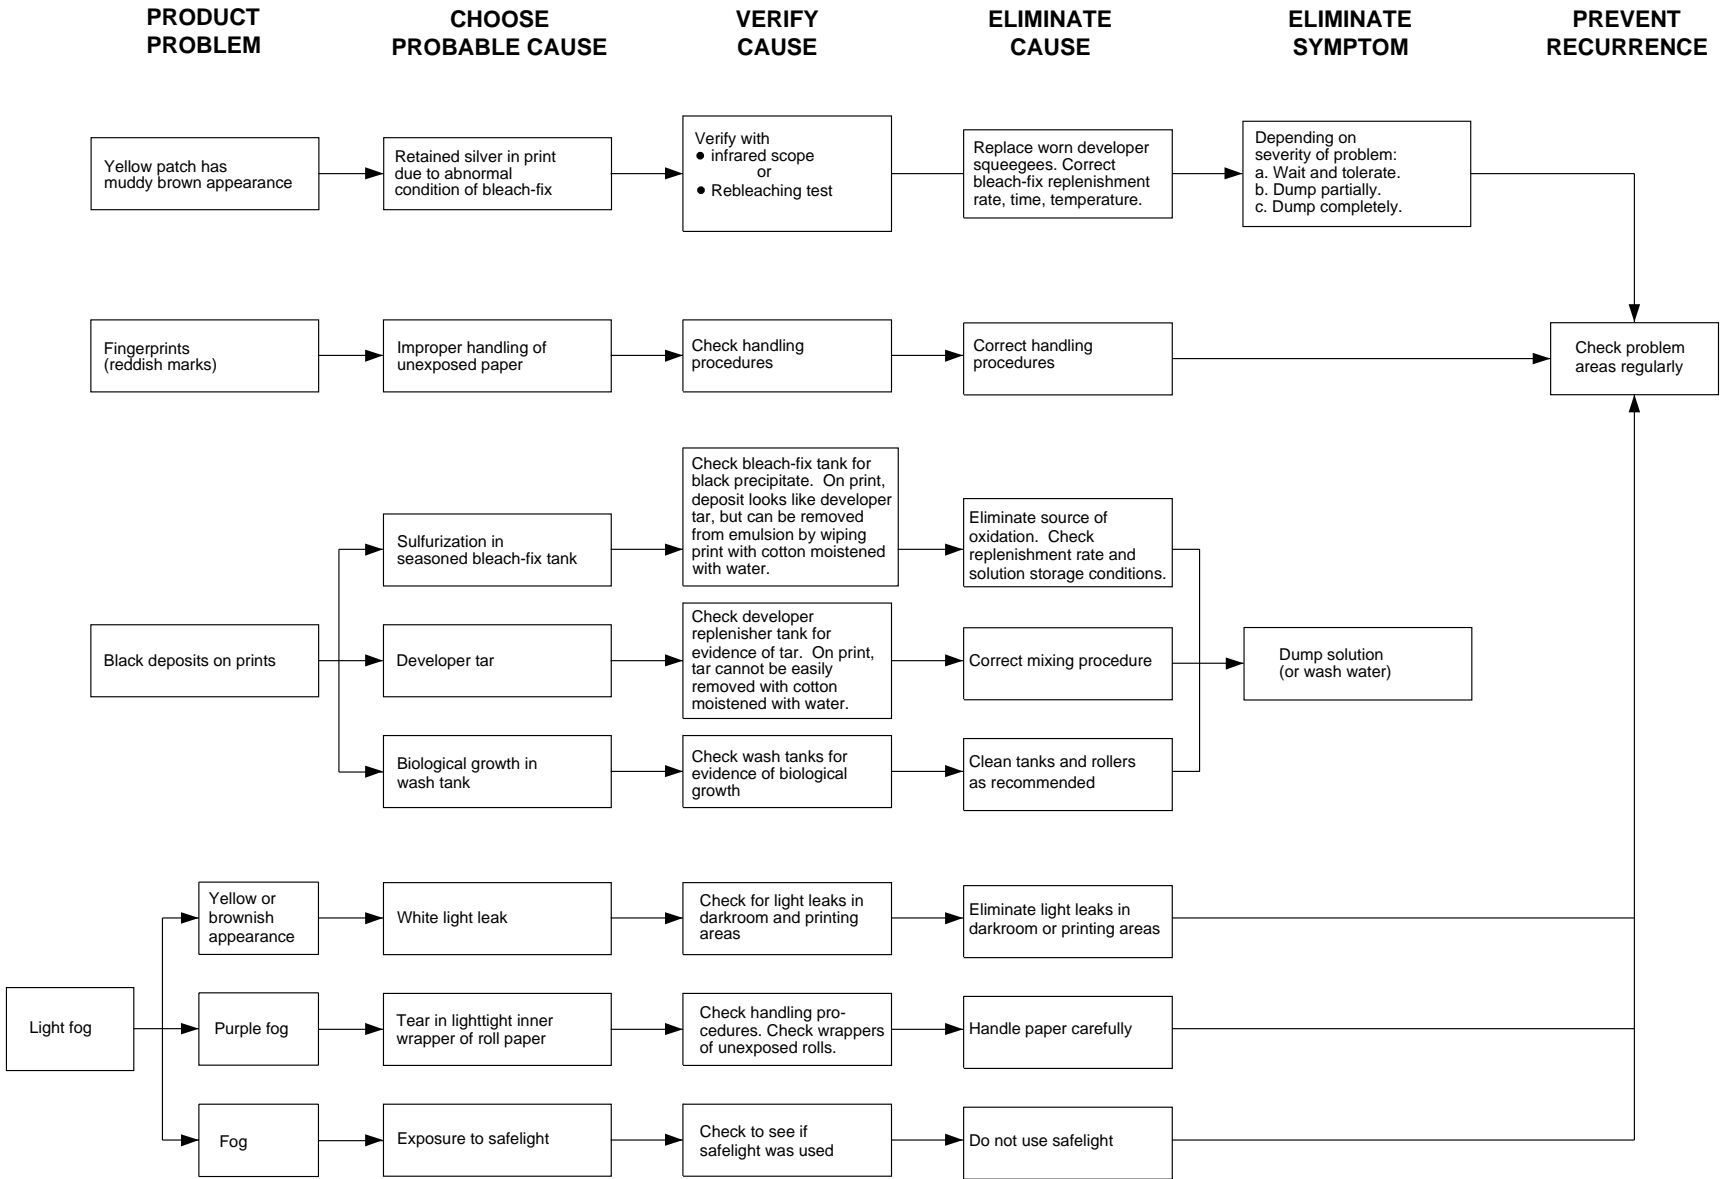 PRODUCT
PROBLEM
CHOOSE
PROBABLE CAUSE
VERIFY
CAUSE
ELIMINATE
CAUSE
ELIMINATE
SYMPTOM
PREVENT
RECURRENCE
Yellow patch has
muddy brown appearance
Retained silver in print
due to abnormal
condition of bleach-fix
Verify with
● infrared scope
or
● Rebleaching test
Replace worn developer
squeegees. Correct
bleach-fix replenishment
rate, time, temperature.
Depending on
severity of problem:
a. Wait and tolerate.
b. Dump partially.
c. Dump completely.
Fingerprints
(reddish marks)
Improper handling of
unexposed paper
Check handling
procedures
Correct handling
procedures
Check problem
areas regularly
Black deposits on prints
Sulfurization in
seasoned bleach-fix tank
Check bleach-fix tank for
black precipitate. On print,
deposit looks like developer
tar, but can be removed
from emulsion by wiping
print with cotton moistened
with water.
Eliminate source of
oxidation. Check
replenishment rate and
solution storage conditions.
Developer tar
Check developer
replenisher tank for
evidence of tar. On print,
tar cannot be easily
removed with cotton
moistened with water.
Correct mixing procedure
Dump solution
(or wash water)
Biological growth in
wash tank
Check wash tanks for
evidence of biological
growth
Clean tanks and rollers
as recommended
Light fog
Yellow or
brownish
appearance
White light leak
Check for light leaks in
darkroom and printing
areas
Eliminate light leaks in
darkroom or printing areas
Purple fog
Tear in lighttight inner
wrapper of roll paper
Check handling pro-
cedures. Check wrappers
of unexposed rolls.
Handle paper carefully
Fog
Exposure to safelight
Check to see if
safelight was used
Do not use safelight